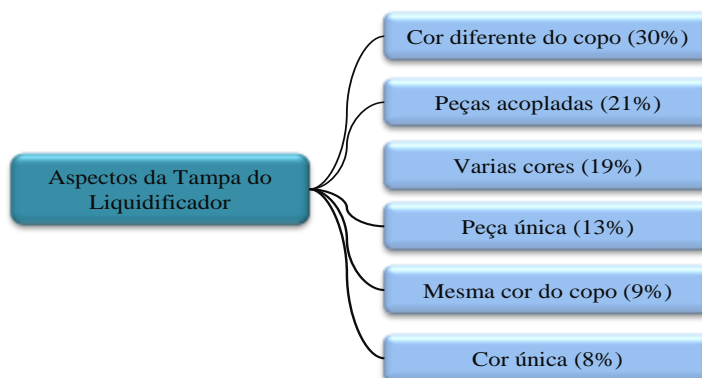 Cor diferente do copo (30%)
Peças acopladas (21%)
Aspectos da Tampa do
Liquidificador
Varias cores (19%)
Peça única (13%)
Mesma cor do copo (9%)
Cor única (8%)